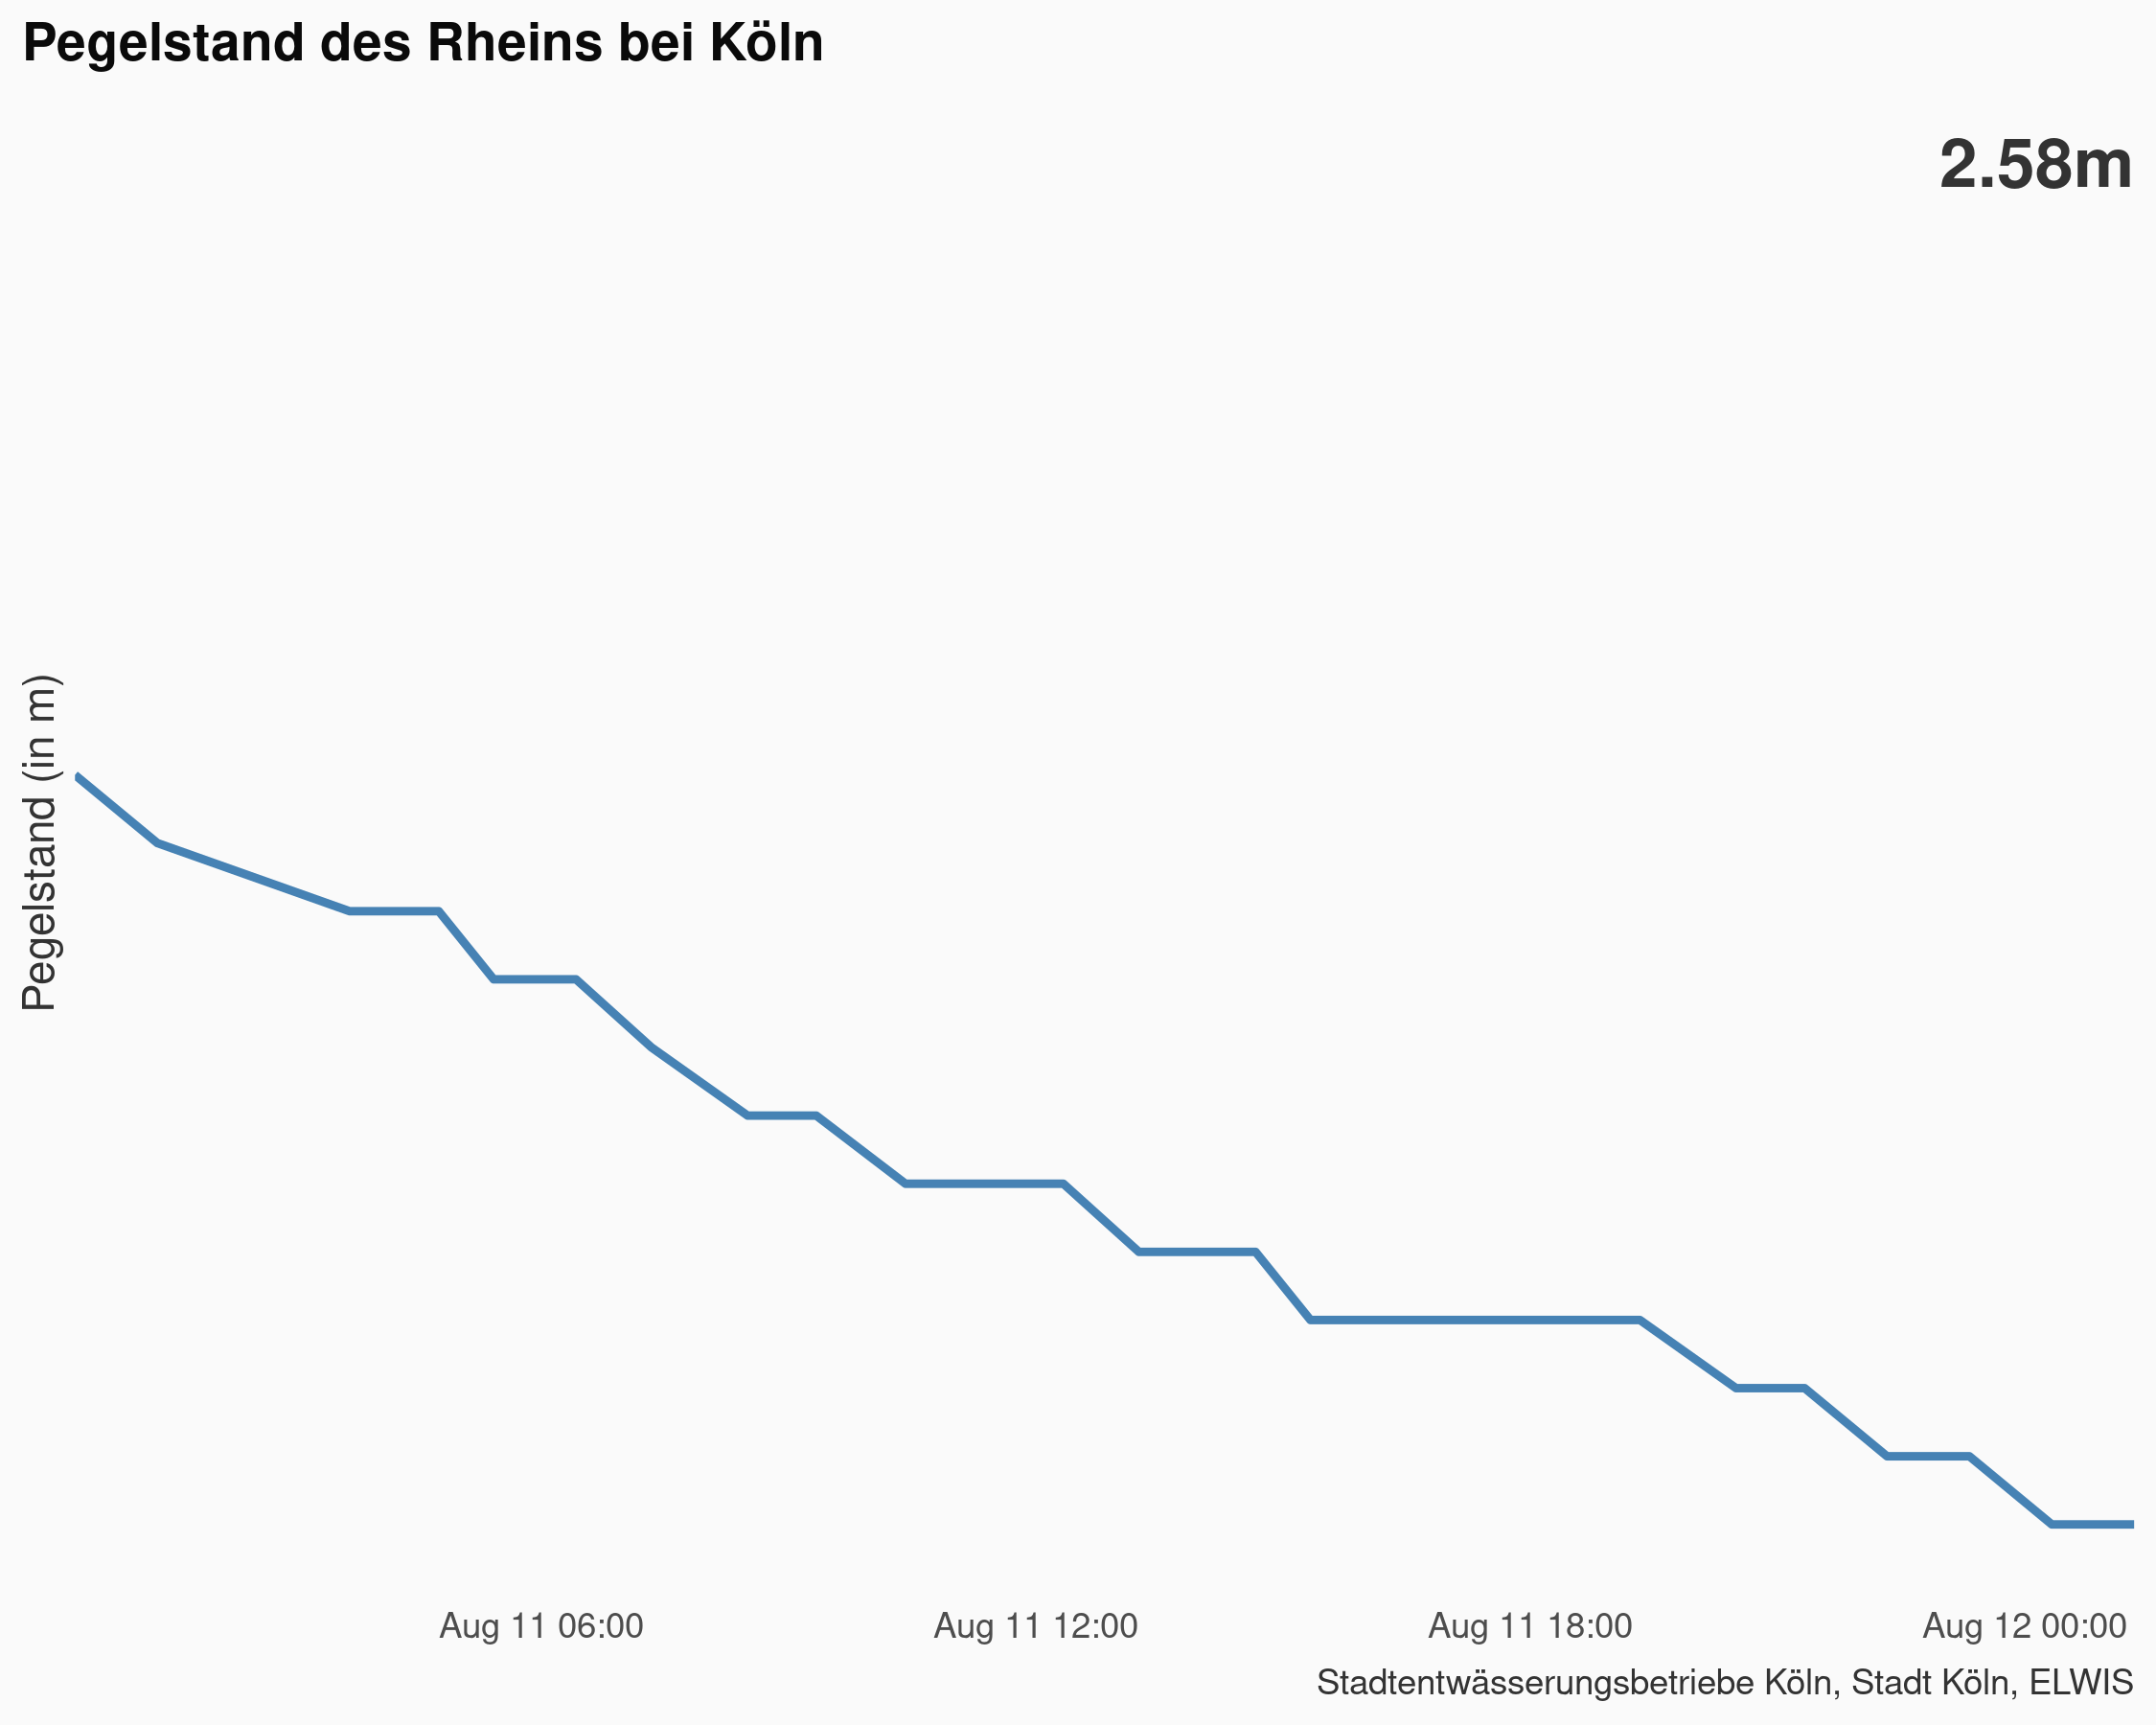 Pegelstand des Rheins bei Köln
2.58m
Pegelstand (in m)
Aug 11 06:00 Aug 11 12:00 Aug 11 18:00 Aug 12 00:00
Stadtentwässerungsbetriebe Köln, Stadt Köln, ELWIS